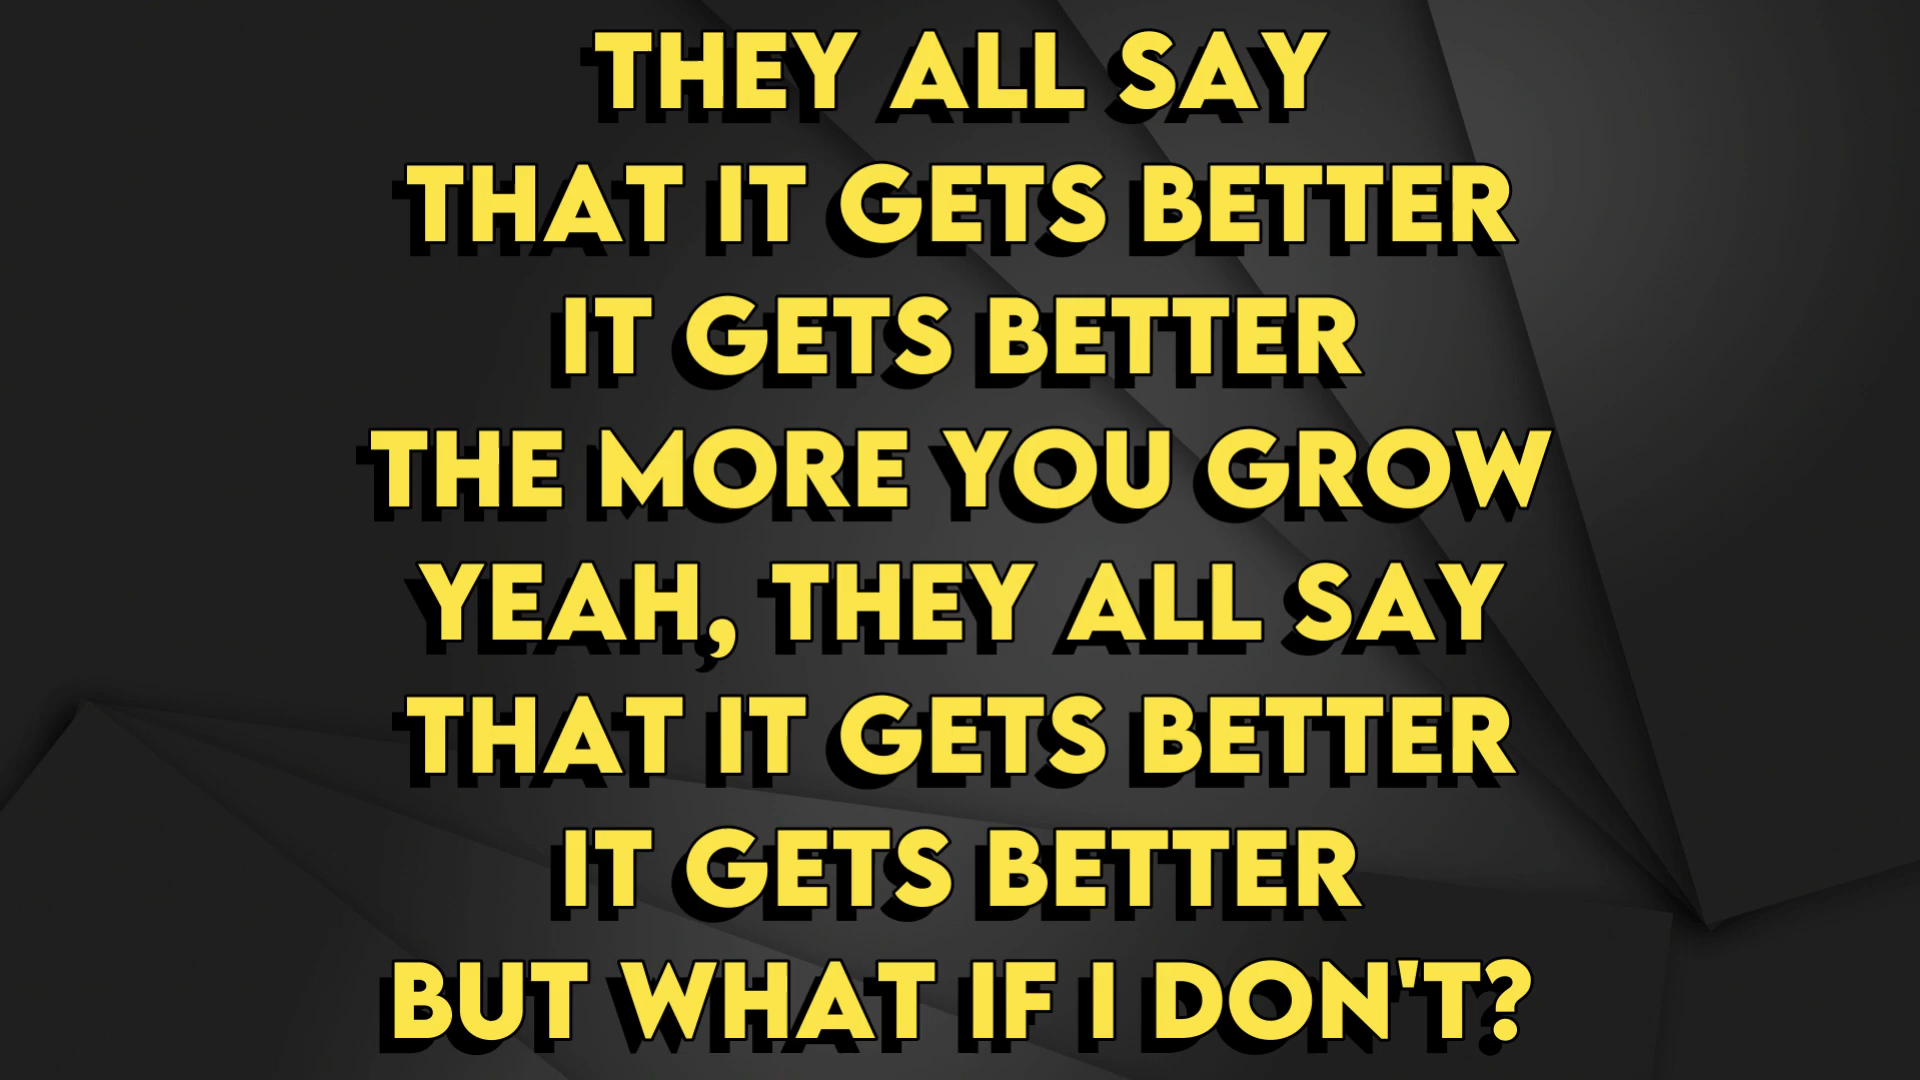 THEY ALL SAY
THAT IT GETS BETTER
IT GETS BETTER
THE MORE YOU GROW
YEAH, THEY ALL SAY
THAT IT GETS BETTER
IT GETS BETTER
BUT WHAT IF I DON'T?